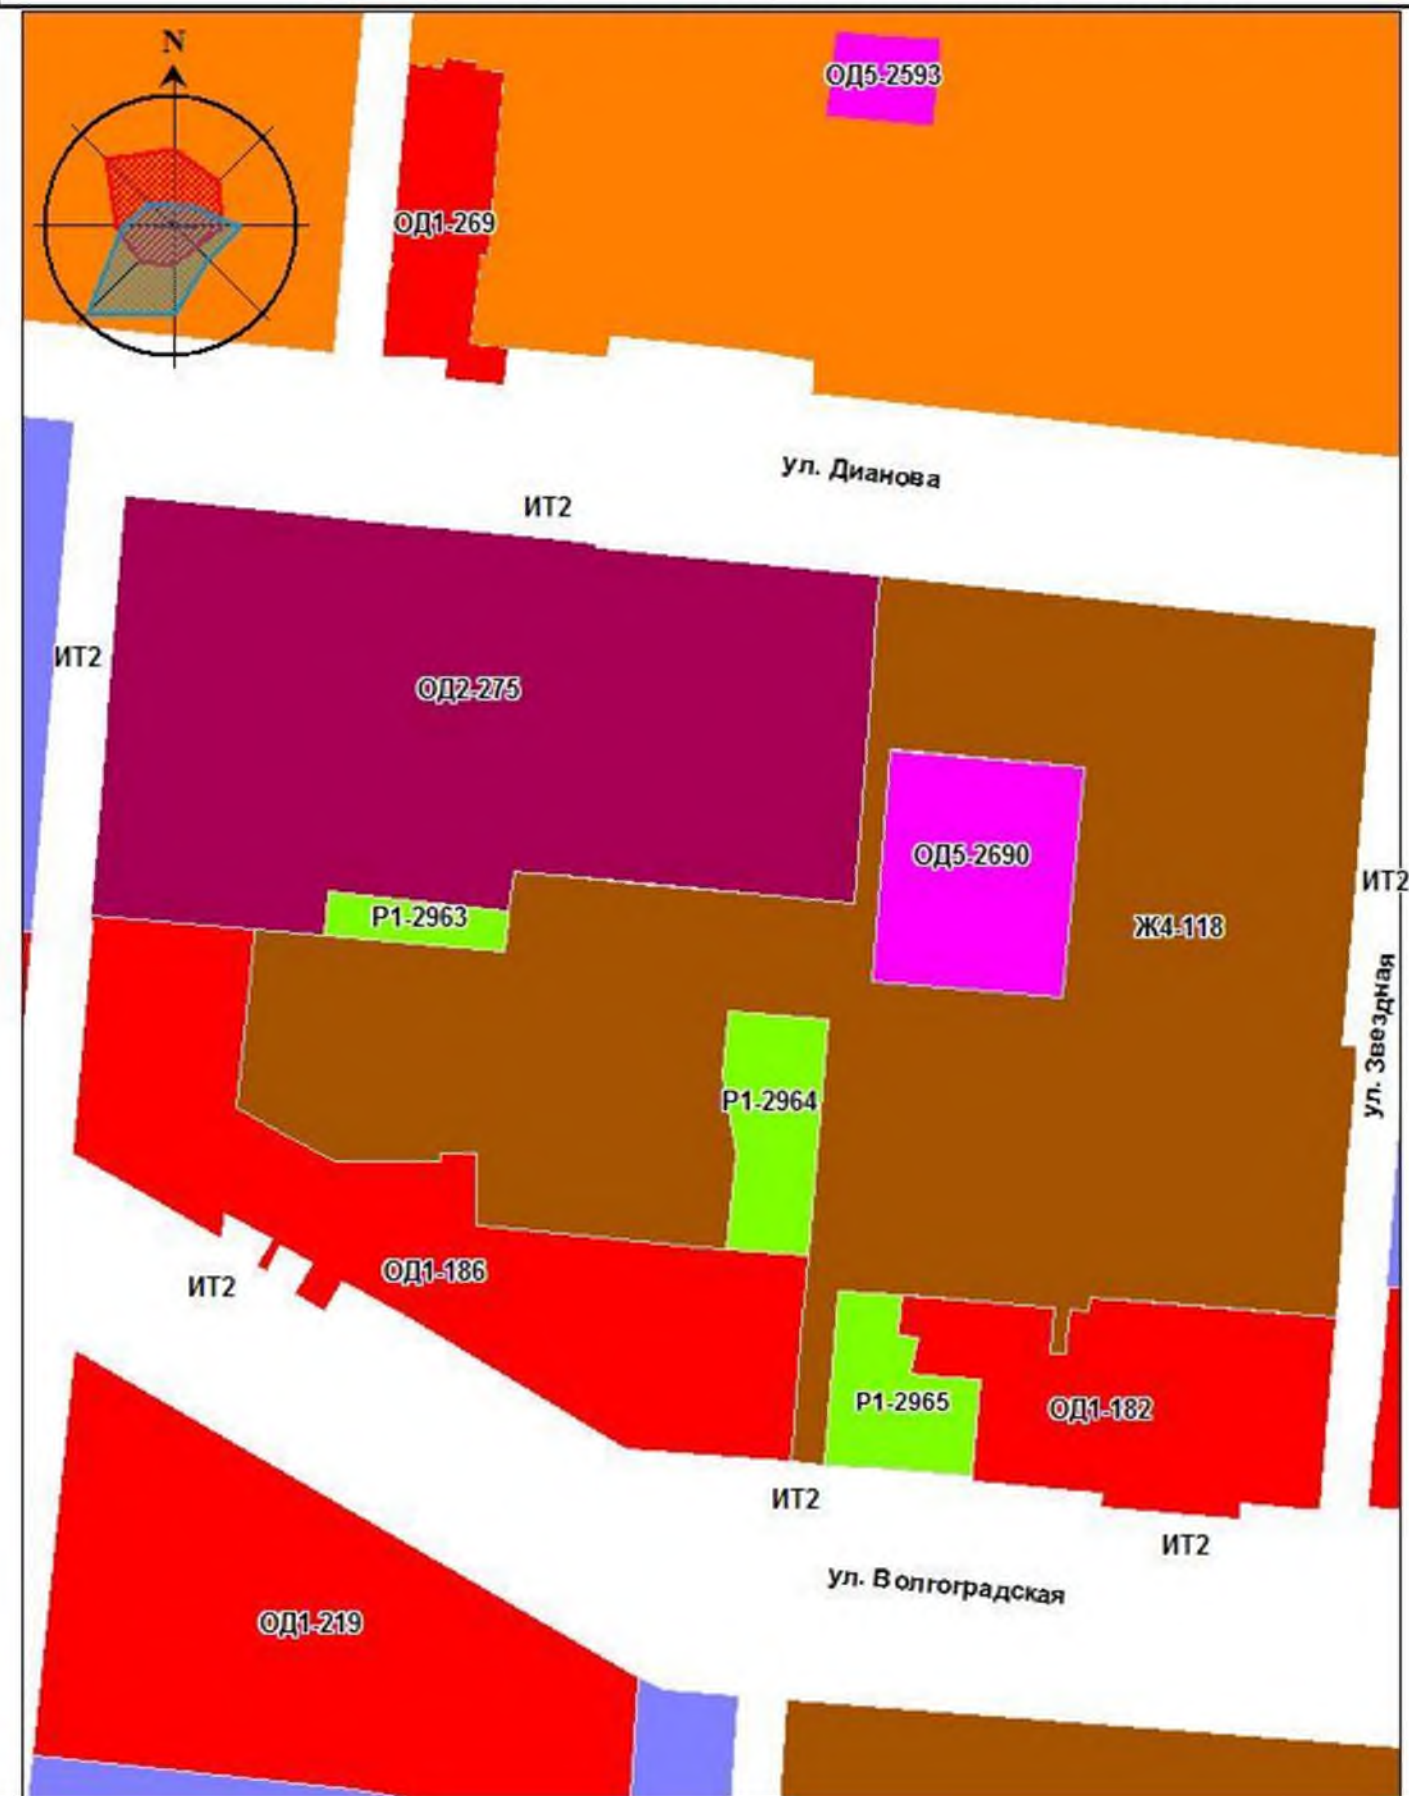 N
ОД5-2593
ОД1-269
ул. Дианова
ИТ2
ИТ2
ОД2-275
ОД5-2690
ИТ2
Р1-2963
Ж4-118
ул. Звездная
Р1-2964
ОД1-186
ИТ2
Р1-2965
ОД1-182
ИТ2
ИТ2
ул. Волгоградская
ОД1-219